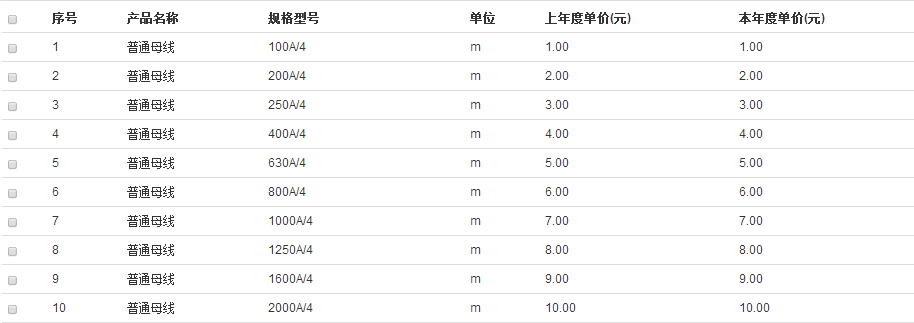 序号 产品名称 规格型号 单位 上年度单价(元) 本年度单价(元)
1 普通母线 100A/4 m 1.00 1.00
2 普通母线 200A/4 m 2.00 2.00
3 普通母线 250A/4 m 3.00 3.00
4 普通母线 400A/4 m 4.00 4.00
5 普通母线 630A/4 m 5.00 5.00
6 普通母线 800A/4 m 6.00 6.00
7 普通母线 1000A/4 m 7.00 7.00
8 普通母线 1250A/4 m 8.00 8.00
9 普通母线 1600A/4 m 9.00 9.00
10 普通母线 2000A/4 m 10.00 10.00